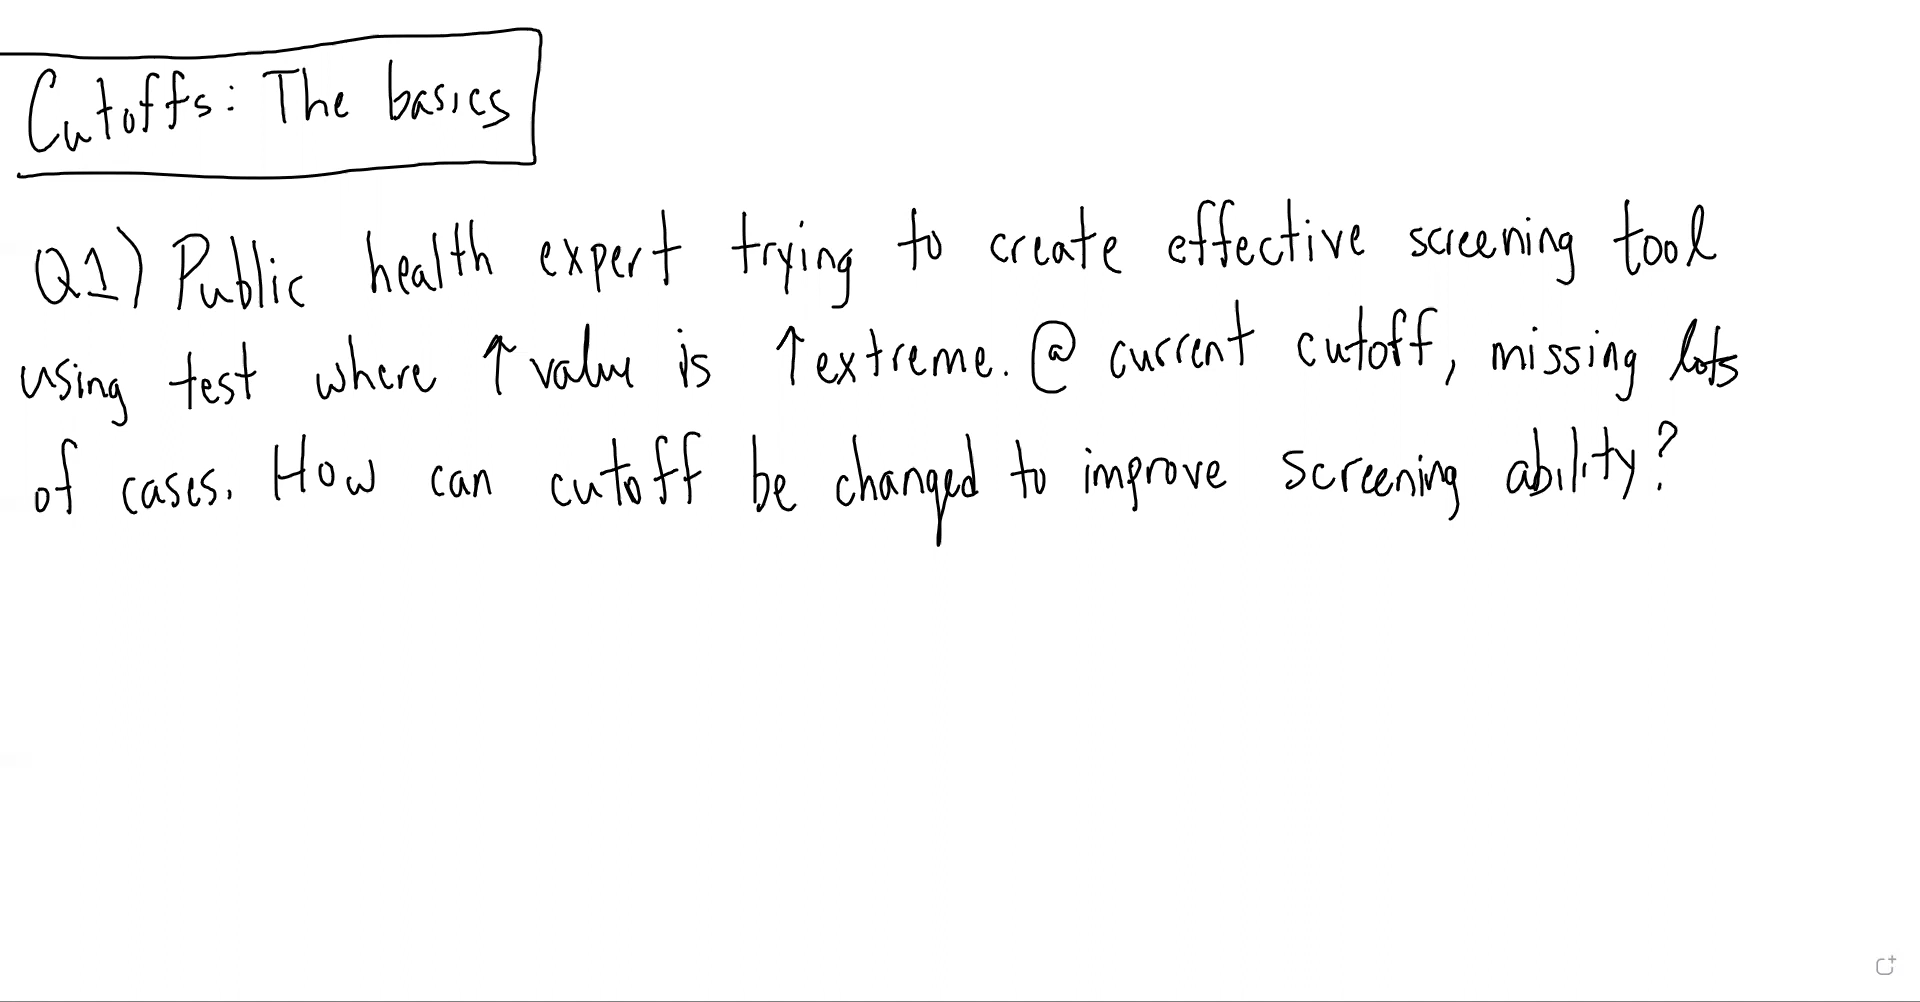 Cutoffs: The basics
Q1) Public health expert trying to create effective screening tool
using test where ↑ value is ↑ extreme. @ current cutoff, missing lots
of cases. How can cutoff be changed to improve screening ability?